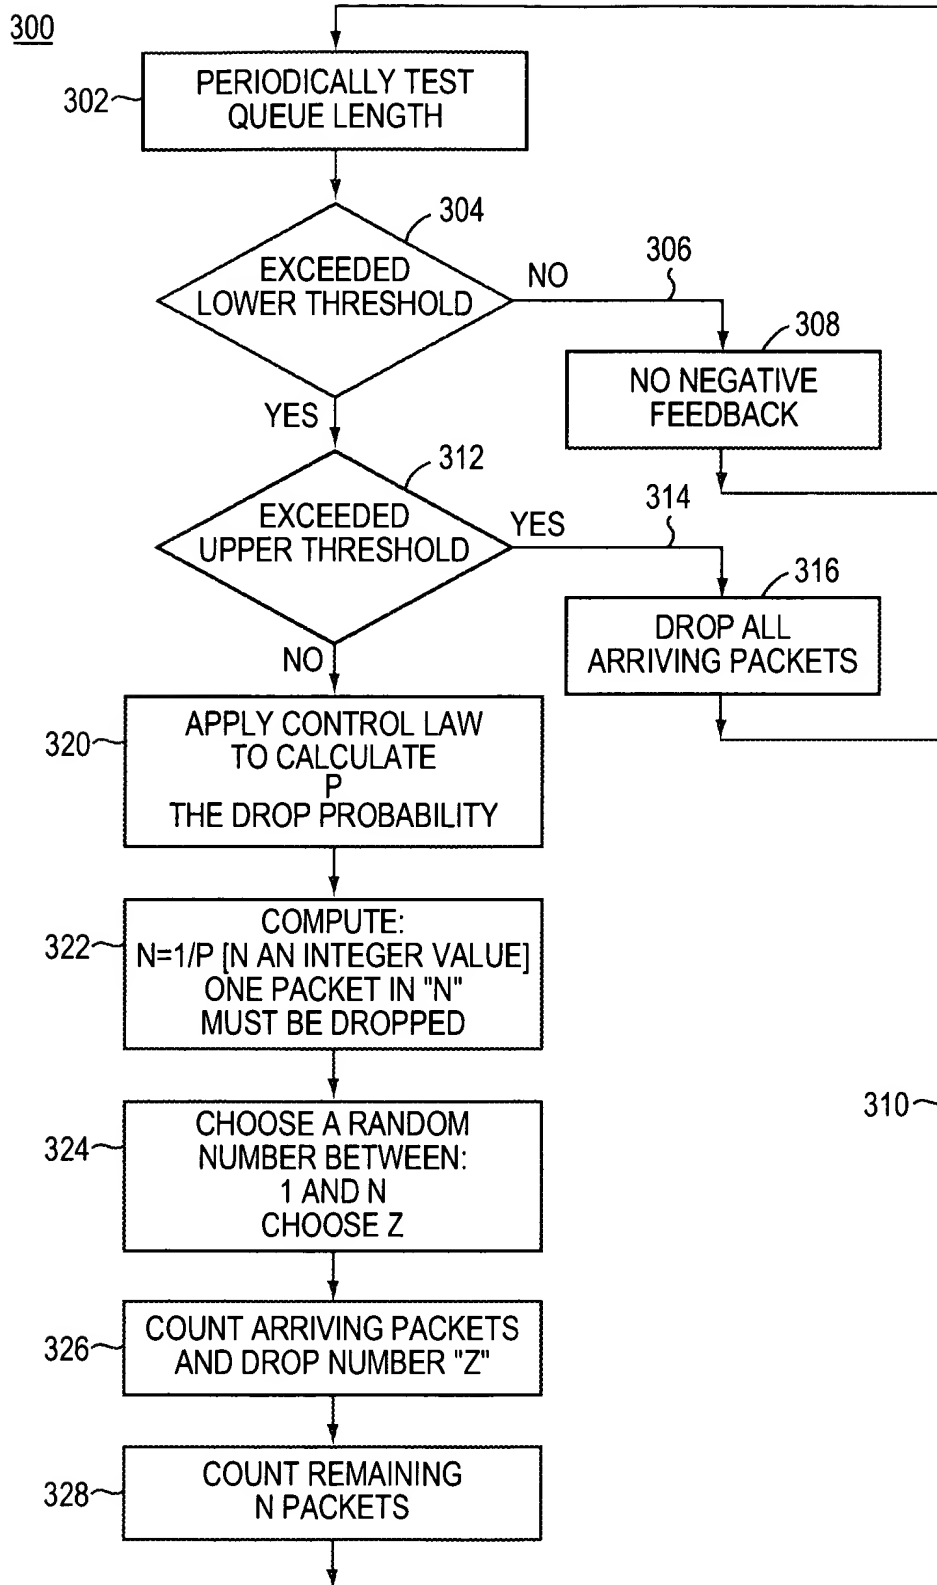 300
302
PERIODICALLY TEST
QUEUE LENGTH
304
EXCEEDED
LOWER THRESHOLD
NO
306
308
NO NEGATIVE
FEEDBACK
YES
312
EXCEEDED
UPPER THRESHOLD
YES
314
316
DROP ALL
ARRIVING PACKETS
NO
320
APPLY CONTROL LAW
TO CALCULATE
P
THE DROP PROBABILITY
322
COMPUTE:
N=1/P [N AN INTEGER VALUE]
ONE PACKET IN "N"
MUST BE DROPPED
310
324
CHOOSE A RANDOM
NUMBER BETWEEN:
1 AND N
CHOOSE Z
326
COUNT ARRIVING PACKETS
AND DROP NUMBER "Z"
328
COUNT REMAINING
N PACKETS